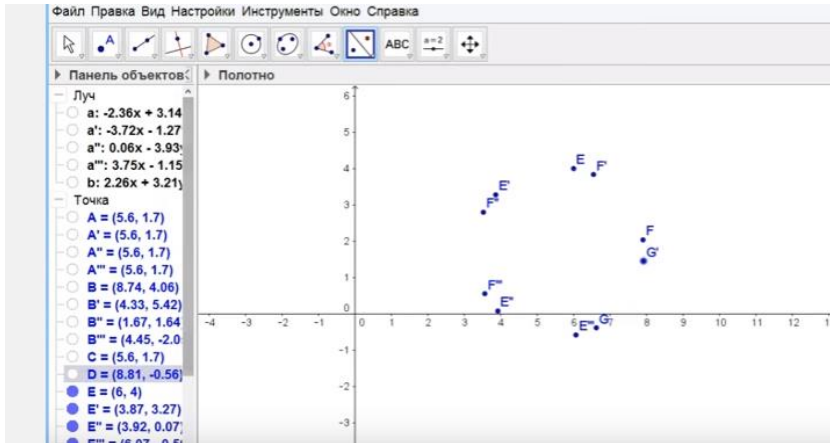 Файл Правка Вид Настройки Инструменты Окно Справка
A ABC a=2
Панель объектов Полотно
Луч
a: -2.36x + 3.14
a': -3.72x - 1.27
a": 0.06x - 3.93y
a"': 3.75x - 1.15
b: 2.26x + 3.21y
Точка
A = (5.6, 1.7)
A' = (5.6, 1.7)
A" = (5.6, 1.7)
A"' = (5.6, 1.7)
B = (8.74, 4.06)
B' = (4.33, 5.42)
B" = (1.67, 1.64
B"' = (4.45, -2.0
C = (5.6, 1.7)
D = (8.81, -0.56)
E = (6, 4)
E' = (3.87, 3.27)
E" = (3.92, 0.07)
6
5
4
3
2
1
0
-1
-2
-3
-4 -3 -2 -1 0 1 2 3 4 5 6 7 8 9 10 11 12
E F'
E'
F"
F
G'
F"'
E"
E"' G